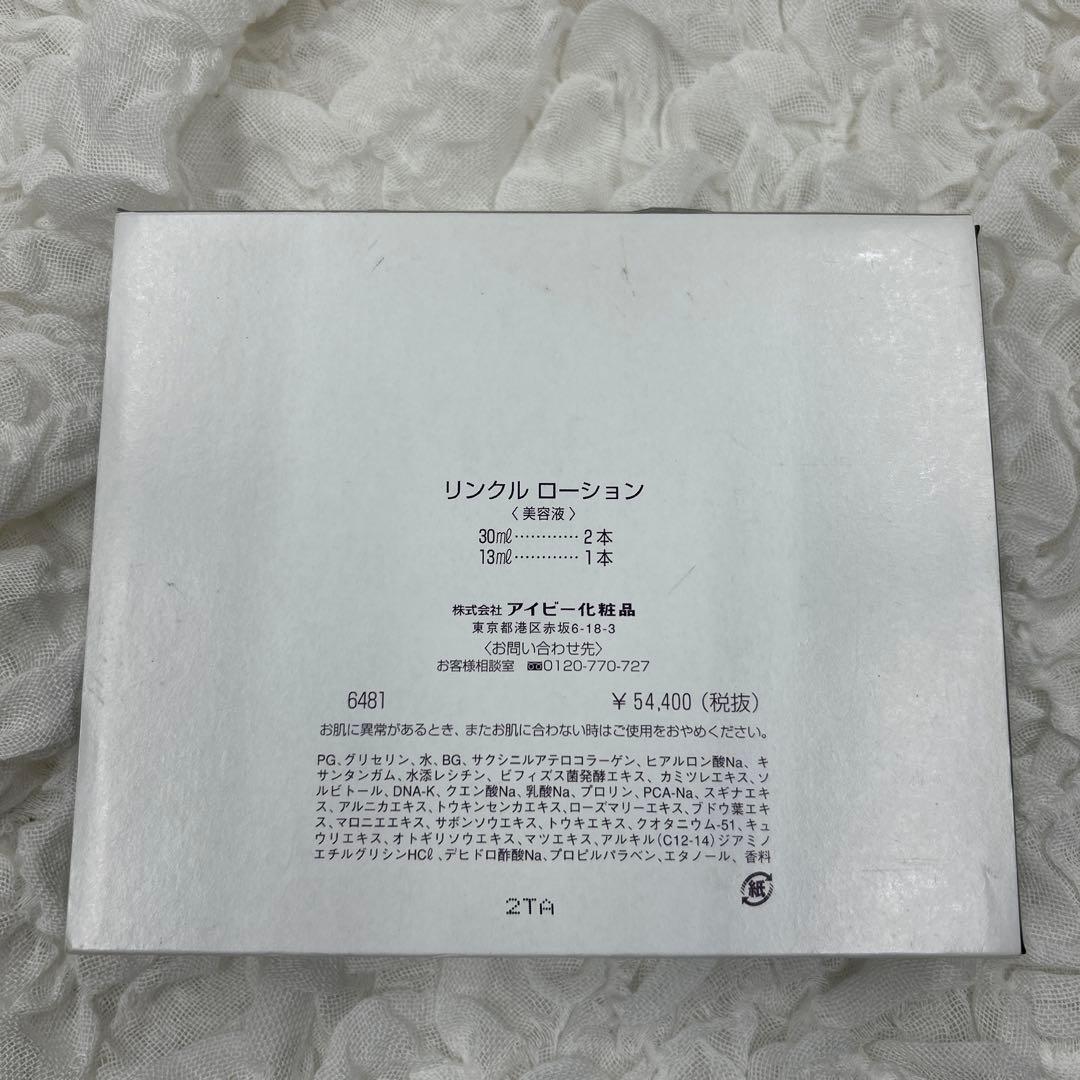 リンクル ローション
〈 美容液 〉
30㎖………… 2本
13㎖………… 1本
株式会社 アイビー化粧品
東京都港区赤坂6-18-3
〈お問い合わせ先〉
お客様相談室 0120-770-727
6481 ￥54,400（税抜）
お肌に異常があるとき、またお肌に合わない時はご使用をおやめください。
PG、グリセリン、水、BG、サクシニルアテロコラーゲン、ヒアルロン酸Na、キ
サンタンガム、水添レシチン、ビフィズス菌発酵エキス、カミツレエキス、ソ
ルビトール、DNA-K、クエン酸Na、乳酸Na、プロリン、PCA-Na、スギナエキ
ス、アルニカエキス、トウキンセンカエキス、ローズマリーエキス、ブドウ葉エキ
ス、マロニエエキス、サボンソウエキス、トウキエキス、クオタニウム-51、キュ
ウリエキス、オトギリソウエキス、マツエキス、アルキル（C12-14）ジアミノ
エチルグリシンHCℓ、デヒドロ酢酸Na、プロピルパラベン、エタノール、香料
紙
2TA